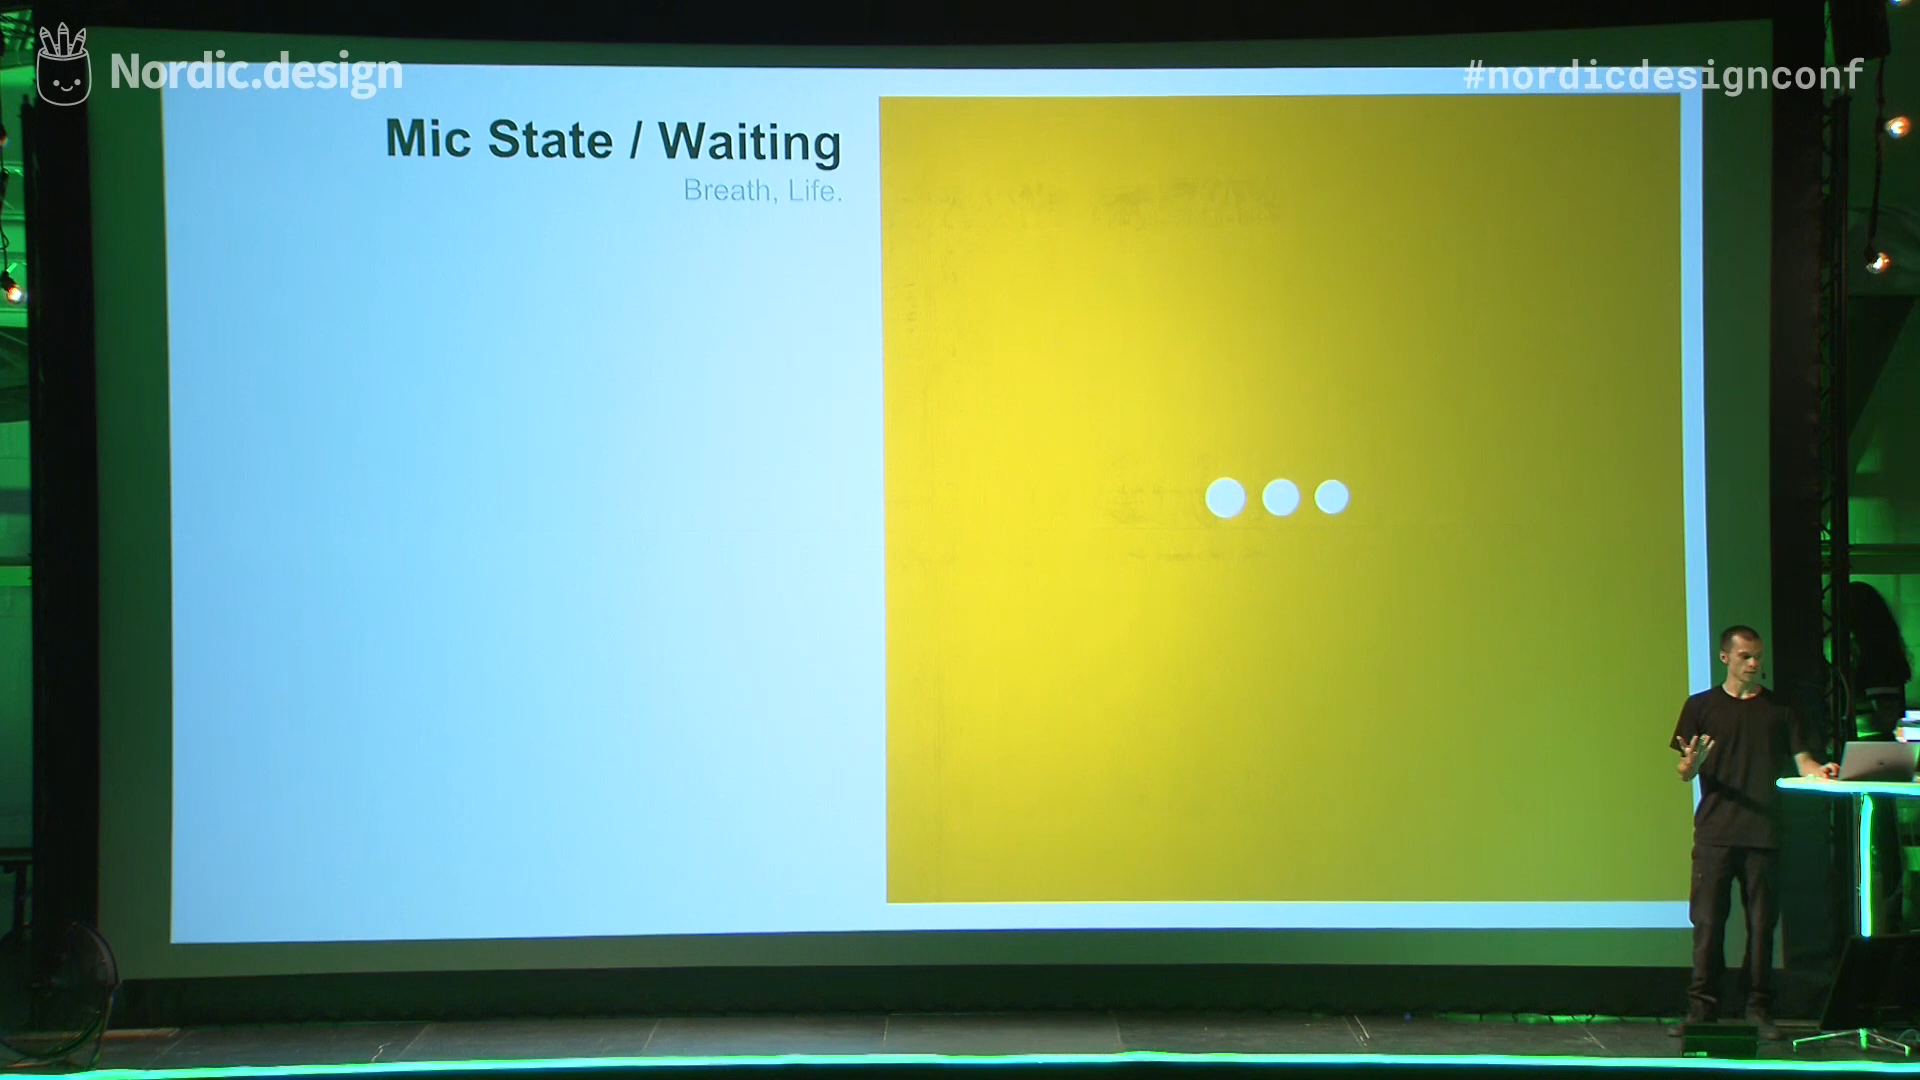 Nordic.design
#nordicdesignconf
Mic State / Waiting
Breath, Life.